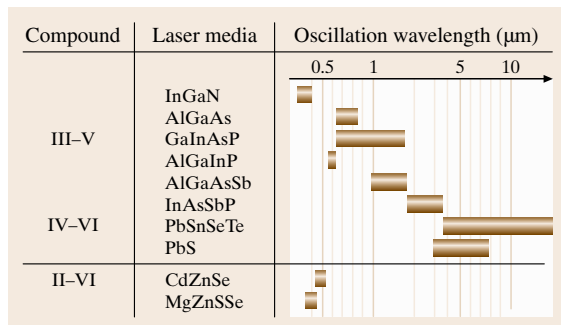 Compound Laser media Oscillation wavelength (µm)
0.5 1 5 10
InGaN
AlGaAs
III–V GaInAsP
AlGaInP
AlGaAsSb
InAsSbP
IV–VI PbSnSeTe
PbS
II–VI CdZnSe
MgZnSSe